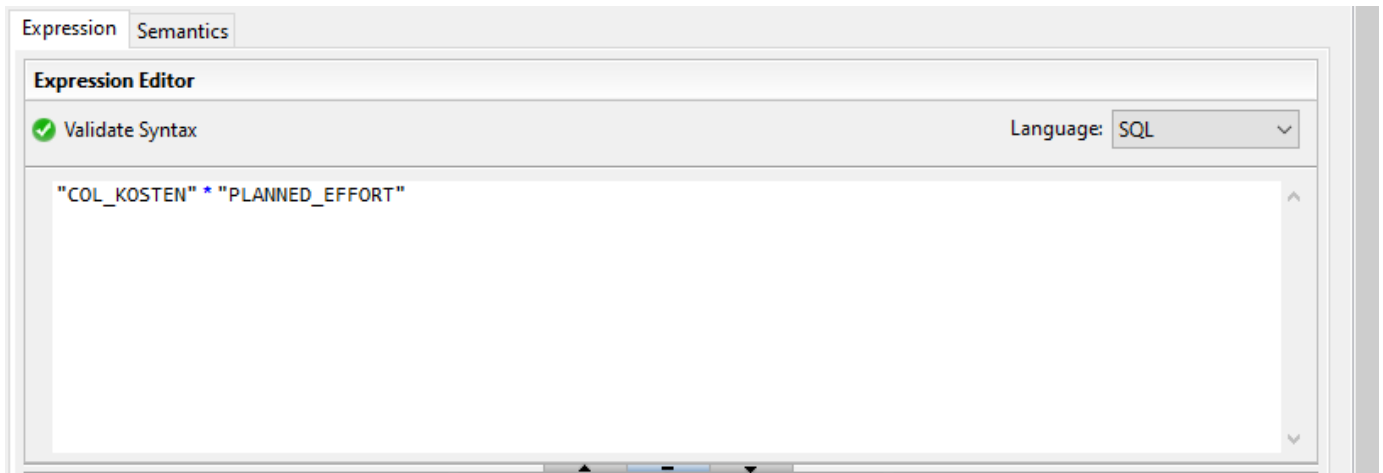 Expression Semantics
Expression Editor
Validate Syntax Language: SQL
"COL_KOSTEN" * "PLANNED_EFFORT"